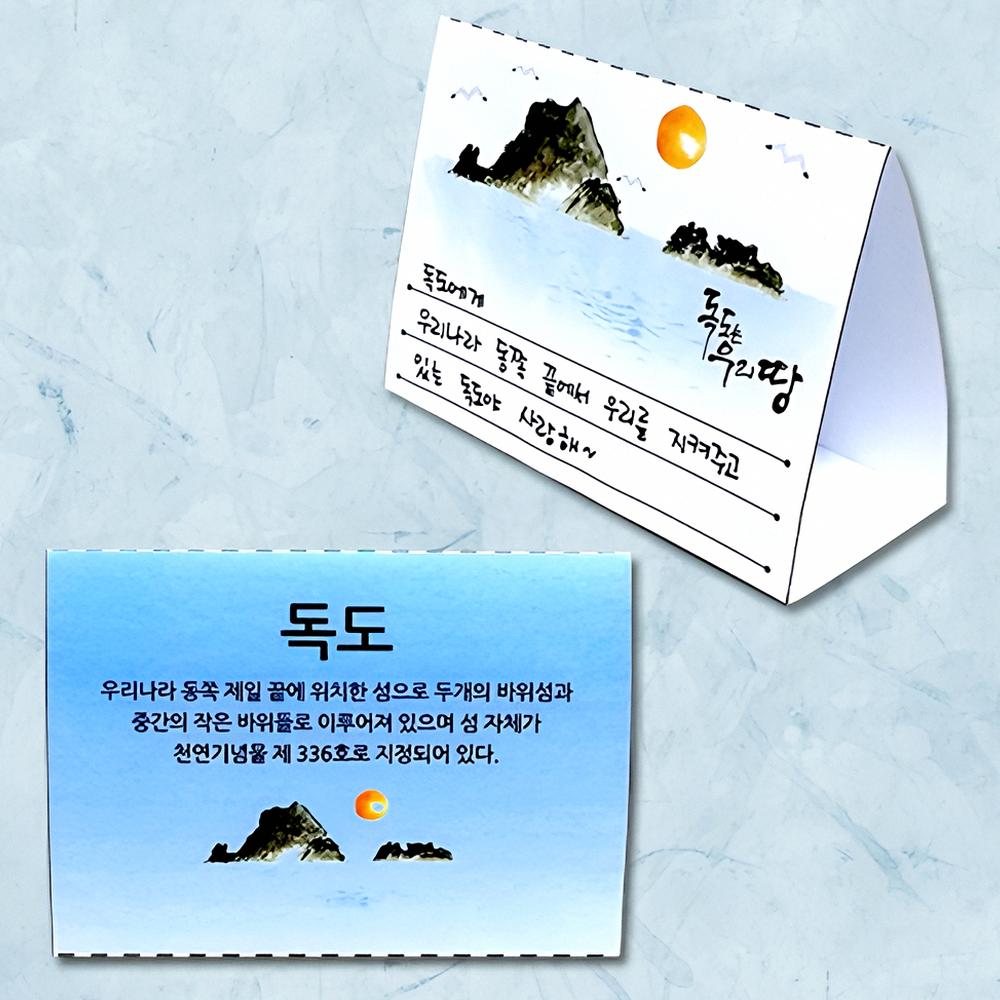 독도에게
우리나라 동쪽 끝에서 우리를 지켜주고
있는 독도야 사랑해~
독도는
우리땅
독도
우리나라 동쪽 제일 끝에 위치한 섬으로 두개의 바위섬과
중간의 작은 바위들로 이루어져 있으며 섬 자체가
천연기념물 제 336호로 지정되어 있다.